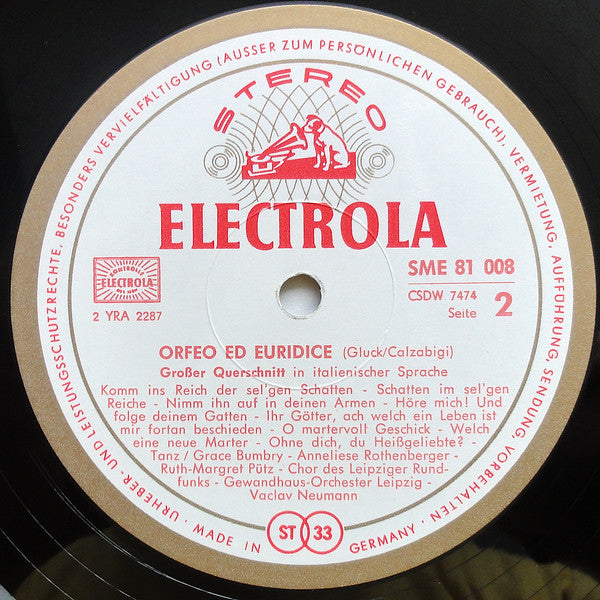 URHEBER- UND LEISTUNGSSCHUTZRECHTE, BESONDERS VERVIELFÄLTIGUNG (AUSSER ZUM PERSÖNLICHEN GEBRAUCH), VERMIETUNG, AUFFÜHRUNG, SENDUNG, VORBEHALTEN · MADE IN GERMANY ·
STEREO
ELECTROLA
SME 81 008
CSDW 7474
Seite 2
ELECTROLA
2 YRA 2287
ORFEO ED EURIDICE (Gluck/Calzabigi)
Großer Querschnitt in italienischer Sprache
Komm ins Reich der sel'gen Schatten - Schatten im sel'gen
Reiche - Nimm ihn auf in deinen Armen - Höre mich! Und
folge deinem Gatten - Ihr Götter, ach welch ein Leben ist
mir fortan beschieden - O martervoll Geschick - Welch
eine neue Marter - Ohne dich, du Heißgeliebte? -
Tanz / Grace Bumbry - Anneliese Rothenberger -
Ruth-Margret Pütz - Chor des Leipziger Rund-
funks - Gewandhaus-Orchester Leipzig -
Vaclav Neumann
ST 33